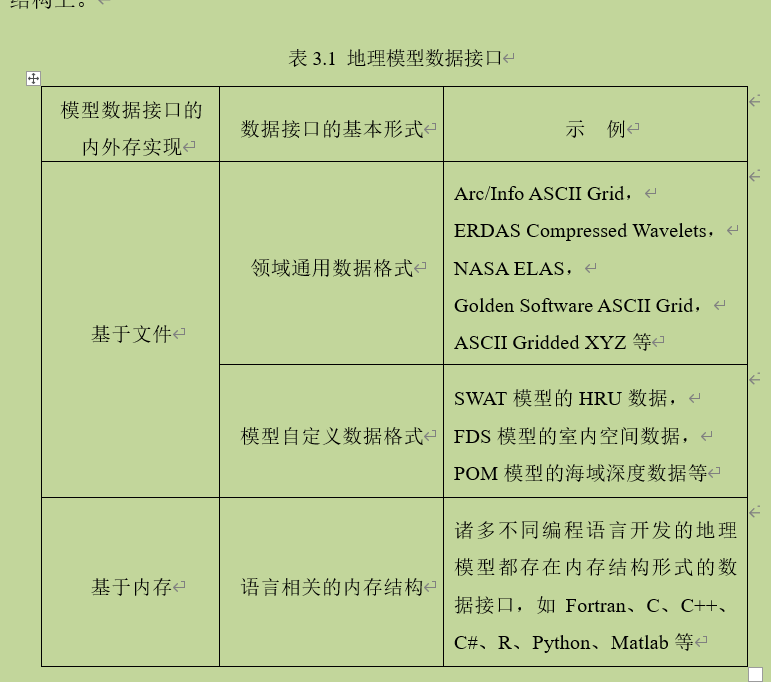 结构上。
表 3.1 地理模型数据接口
模型数据接口的
内外存实现
数据接口的基本形式
示 例
基于文件
领域通用数据格式
Arc/Info ASCII Grid，
ERDAS Compressed Wavelets，
NASA ELAS，
Golden Software ASCII Grid，
ASCII Gridded XYZ 等
模型自定义数据格式
SWAT 模型的 HRU 数据，
FDS 模型的室内空间数据，
POM 模型的海域深度数据等
基于内存
语言相关的内存结构
诸多不同编程语言开发的地理
模型都存在内存结构形式的数
据接口，如 Fortran、C、C++、
C#、R、Python、Matlab 等